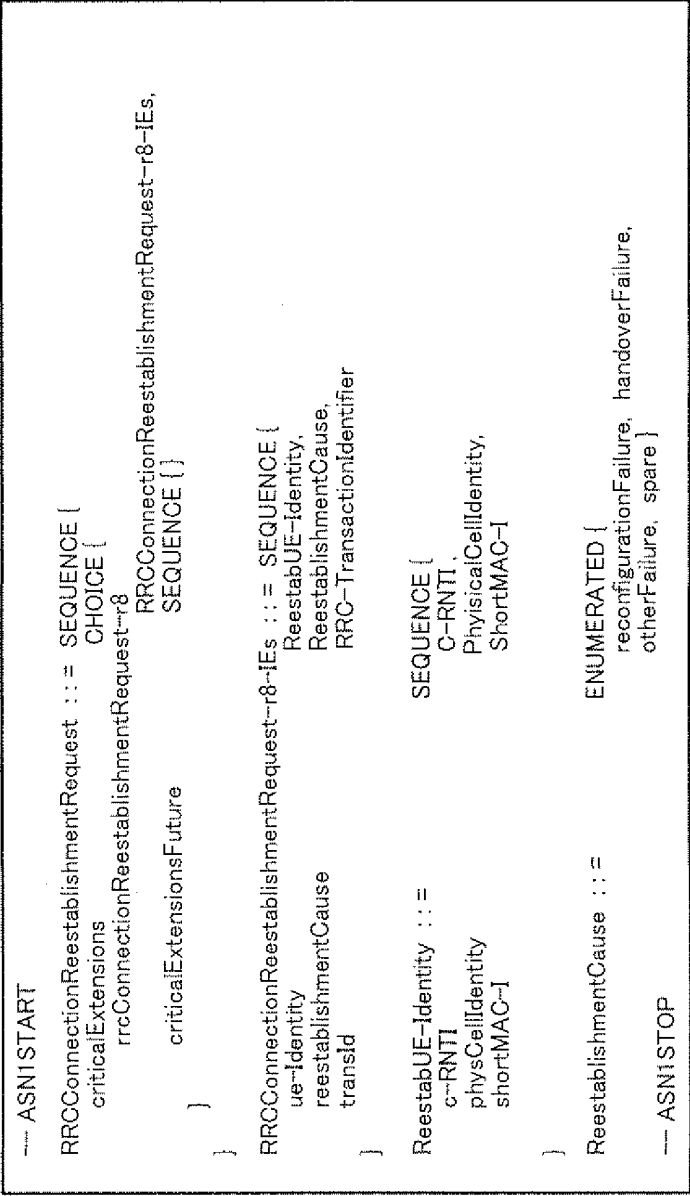 -- ASN1START
RRCConnectionReestablishmentRequest ::= SEQUENCE {
criticalExtensions CHOICE {
rrcConnectionReestablishmentRequest-r8
RRCConnectionReestablishmentRequest-r8-IEs,
criticalExtensionsFuture SEQUENCE {}
}
}
RRCConnectionReestablishmentRequest-r8-IEs ::= SEQUENCE {
ue-Identity ReestabUE-Identity,
reestablishmentCause ReestablishmentCause,
transId RRC-TransactionIdentifier
}
ReestabUE-Identity ::= SEQUENCE {
c-RNTI C-RNTI,
physCellIdentity PhyisicalCellIdentity,
shortMAC-I ShortMAC-I
}
ReestablishmentCause ::= ENUMERATED {
reconfigurationFailure, handoverFailure,
otherFailure, spare }
-- ASN1STOP